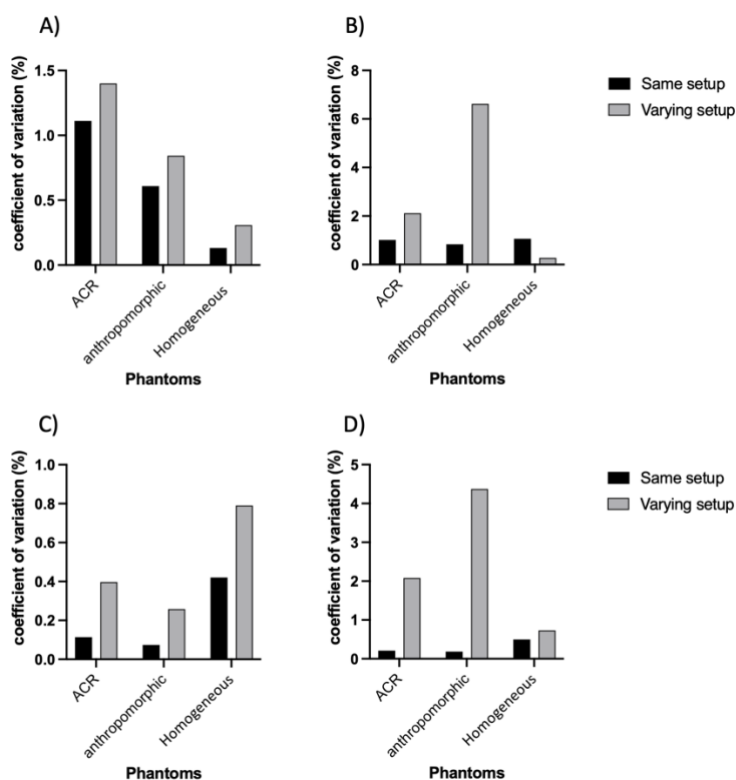 A)
B)
coefficient of variation (%)
1.5
1.0
0.5
0.0
ACR
anthropomorphic
Homogeneous
Phantoms
coefficient of variation (%)
8
6
4
2
0
ACR
anthropomorphic
Homogeneous
Phantoms
Same setup
Varying setup
C)
D)
coefficient of variation (%)
1.0
0.8
0.6
0.4
0.2
0.0
ACR
anthropomorphic
Homogeneous
Phantoms
coefficient of variation (%)
5
4
3
2
1
0
ACR
anthropomorphic
Homogeneous
Phantoms
Same setup
Varying setup